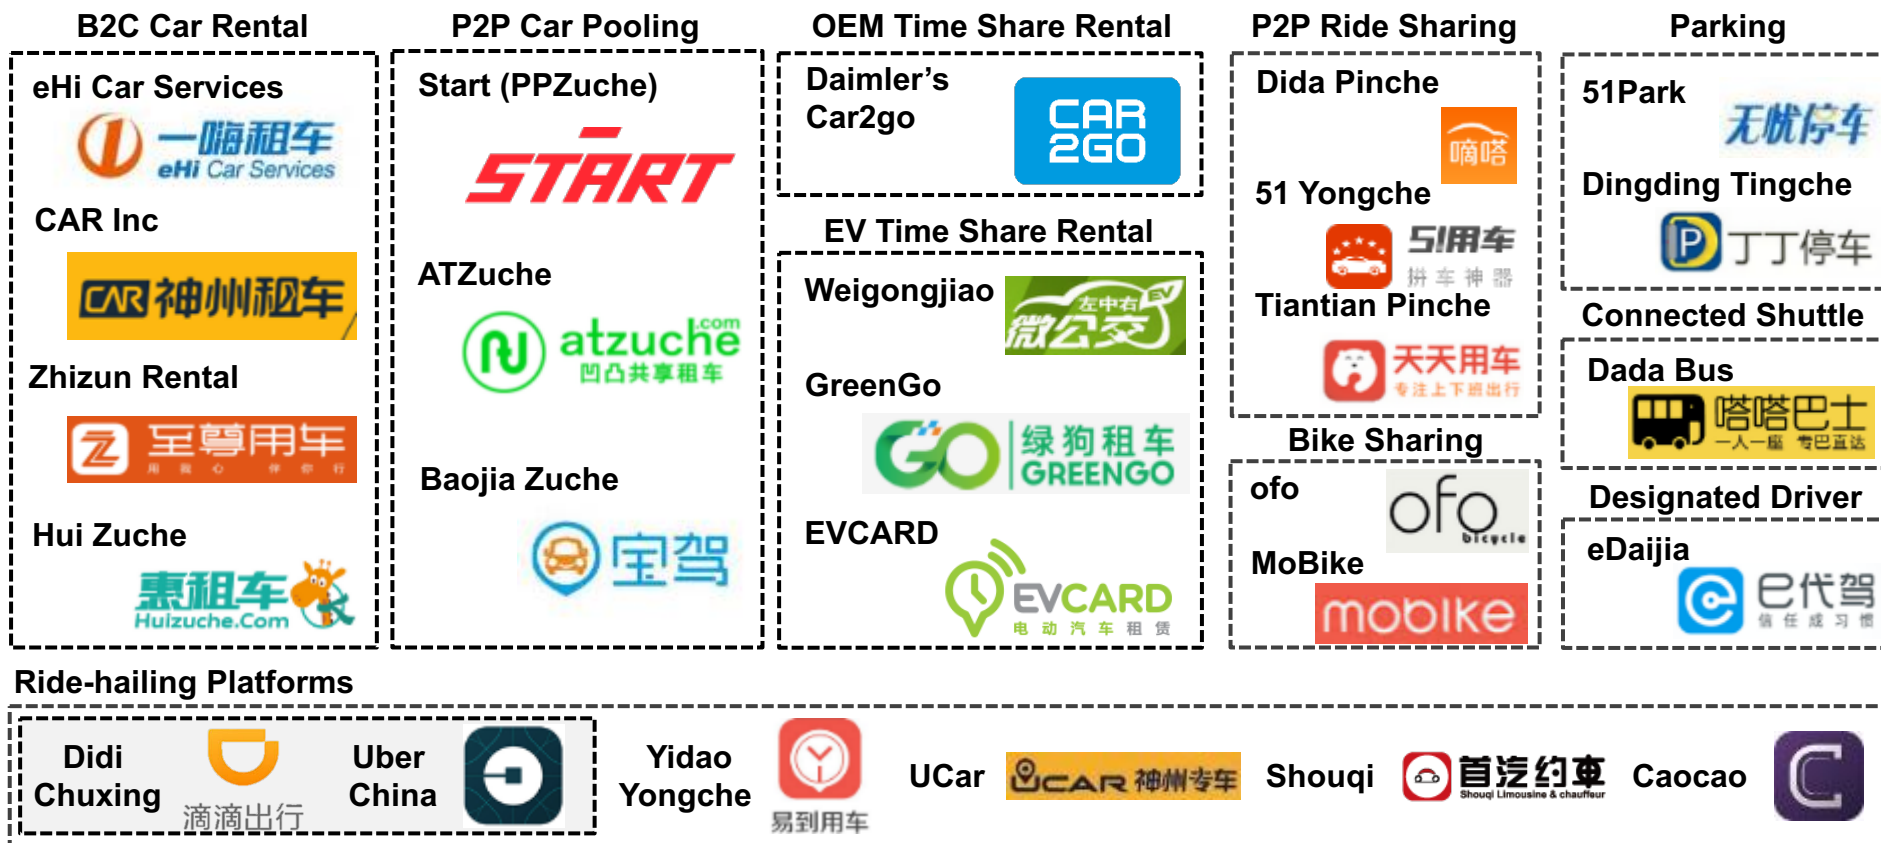 B2C Car Rental
eHi Car Services
一嗨租车
eHi Car Services
CAR Inc
CAR 神州租车
Zhizun Rental
至尊用车
用 我 心 伴 你 行
Hui Zuche
惠租车
Huizuche.Com
P2P Car Pooling
Start (PPZuche)
START
ATZuche
atzuche.com
凹凸共享租车
Baojia Zuche
宝驾
OEM Time Share Rental
Daimler's
Car2go
CAR
2GO
EV Time Share Rental
Weigongjiao
左中右 EV
微公交
GreenGo
GO 绿狗租车
GREENGO
EVCARD
EVCARD
电动汽车租赁
P2P Ride Sharing
Dida Pinche
嘀嗒
51 Yongche
51用车
拼车神器
Tiantian Pinche
天天用车
专注上下班出行
Bike Sharing
ofo
ofo
bicycle
MoBike
mobike
Parking
51Park
无忧停车
Dingding Tingche
P 丁丁停车
Connected Shuttle
Dada Bus
嗒嗒巴士
一人一座 专巴直达
Designated Driver
eDaijia
e代驾
信任成习惯
Ride-hailing Platforms
Didi
Chuxing
滴滴出行
Uber
China
Yidao
Yongche
易到用车
UCar
UCAR 神州专车
Shouqi
首汽约車
Shouqi Limousine & chauffeur
Caocao
C